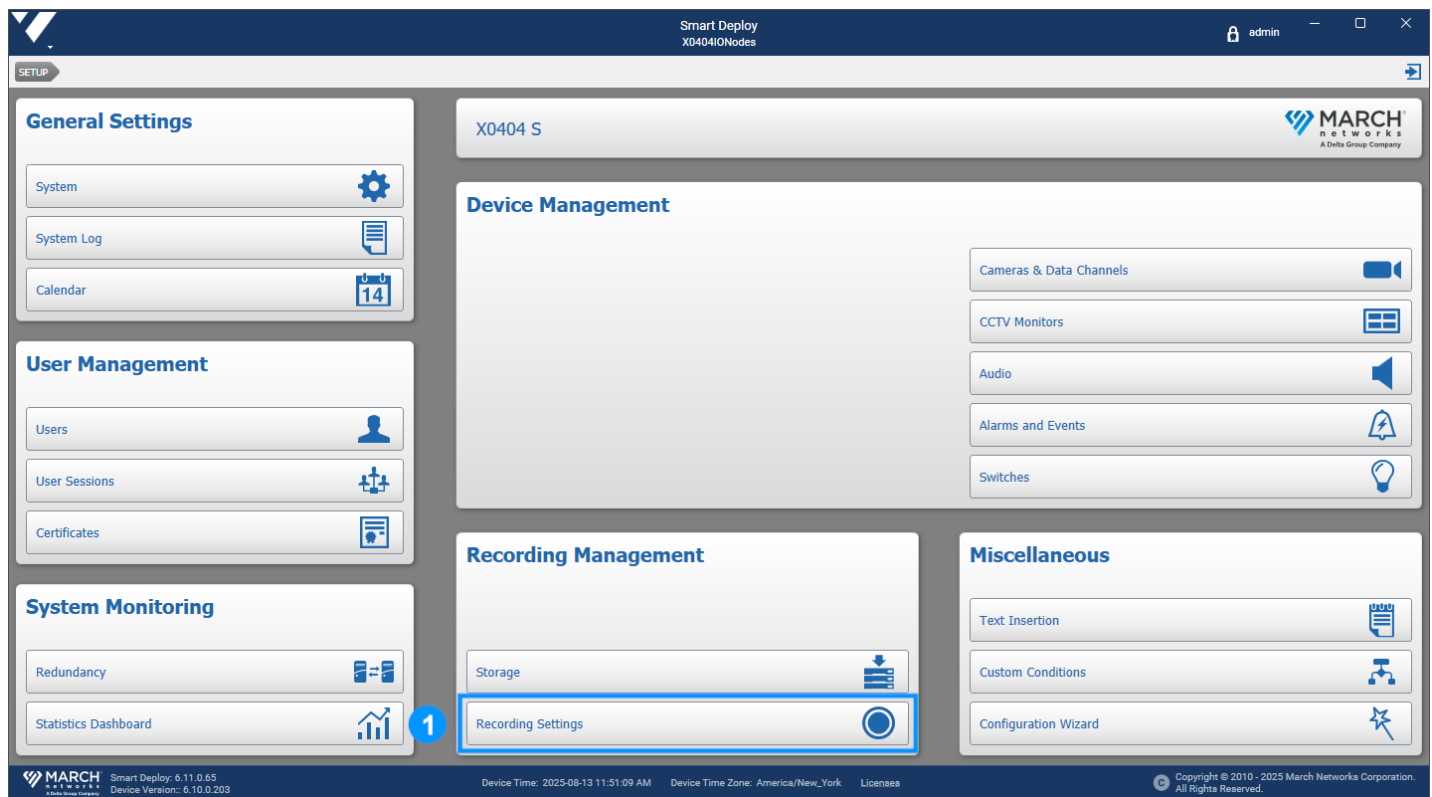 Smart Deploy
X0404IONodes
admin
SETUP
General Settings
System
System Log
Calendar
14
User Management
Users
User Sessions
Certificates
System Monitoring
Redundancy
Statistics Dashboard
X0404 S
MARCH
networks
A Delta Group Company
Device Management
Cameras & Data Channels
CCTV Monitors
Audio
Alarms and Events
Switches
Recording Management
Storage
1
Recording Settings
Miscellaneous
Text Insertion
Custom Conditions
Configuration Wizard
MARCH
networks
A Delta Group Company
Smart Deploy: 6.11.0.65
Device Version:: 6.10.0.203
Device Time: 2025-08-13 11:51:09 AM Device Time Zone: America/New_York Licenses
C
Copyright © 2010 - 2025 March Networks Corporation.
All Rights Reserved.